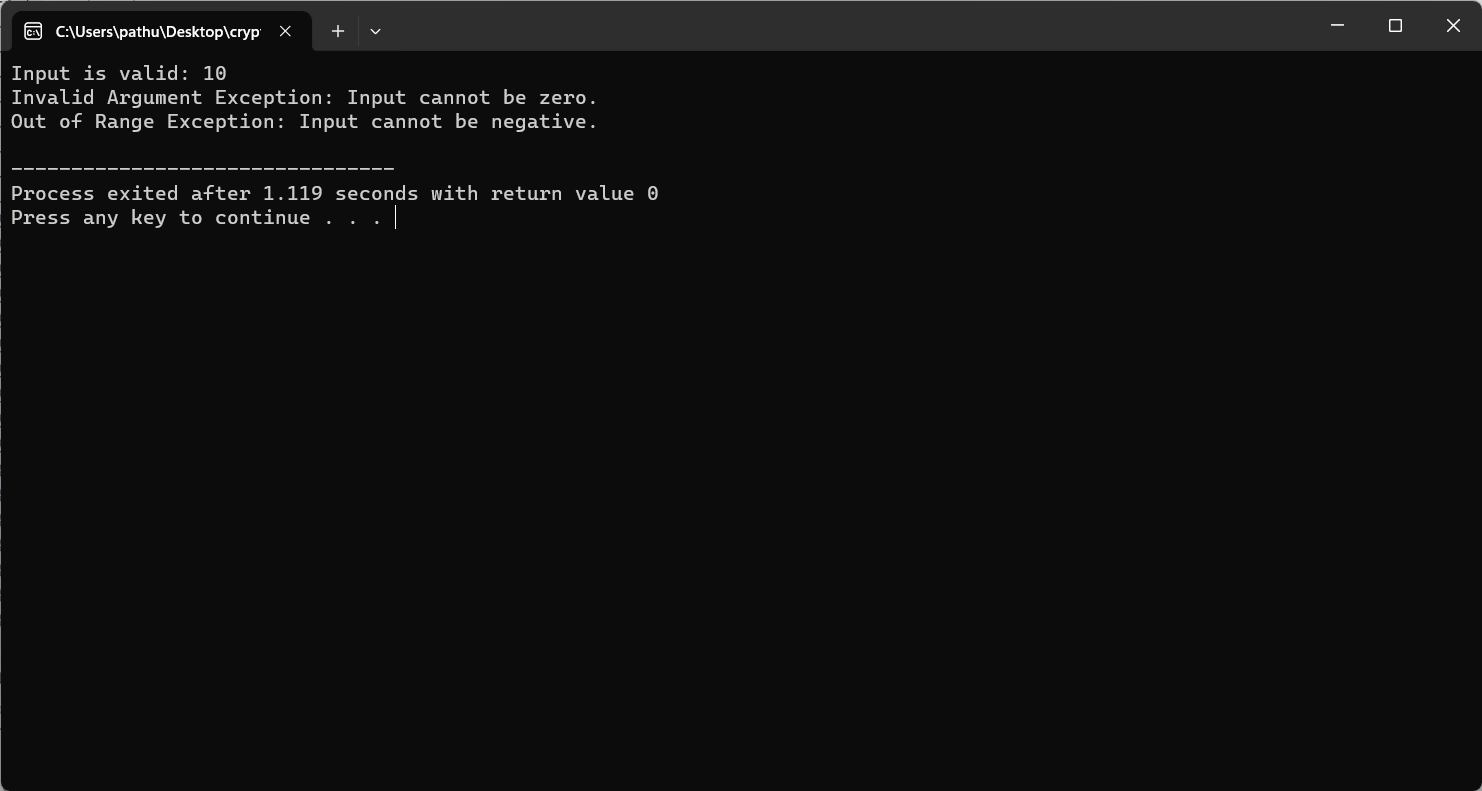 C:\Users\pathu\Desktop\cryp
Input is valid: 10
Invalid Argument Exception: Input cannot be zero.
Out of Range Exception: Input cannot be negative.
--------------------------------
Process exited after 1.119 seconds with return value 0
Press any key to continue . . .